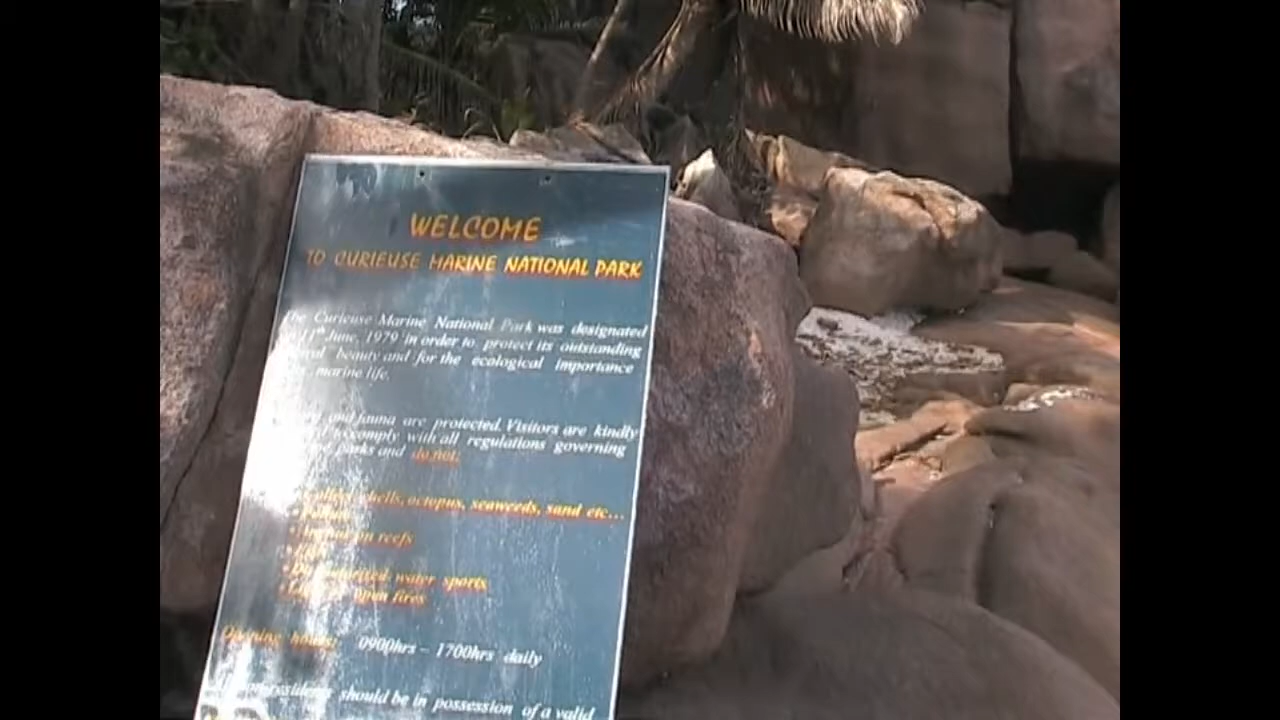 WELCOME
TO CURIEUSE MARINE NATIONAL PARK
The Curieuse Marine National Park was designated
1st June, 1979 in order to protect its outstanding
beauty and for the ecological importance
marine life.
and fauna are protected. Visitors are kindly
comply with all regulations governing
parks and do not:
shells, octopus, seaweeds, sand etc...
on reefs
water sports
open fires
Opening hours: 0900hrs – 1700hrs daily
should be in possession of a valid